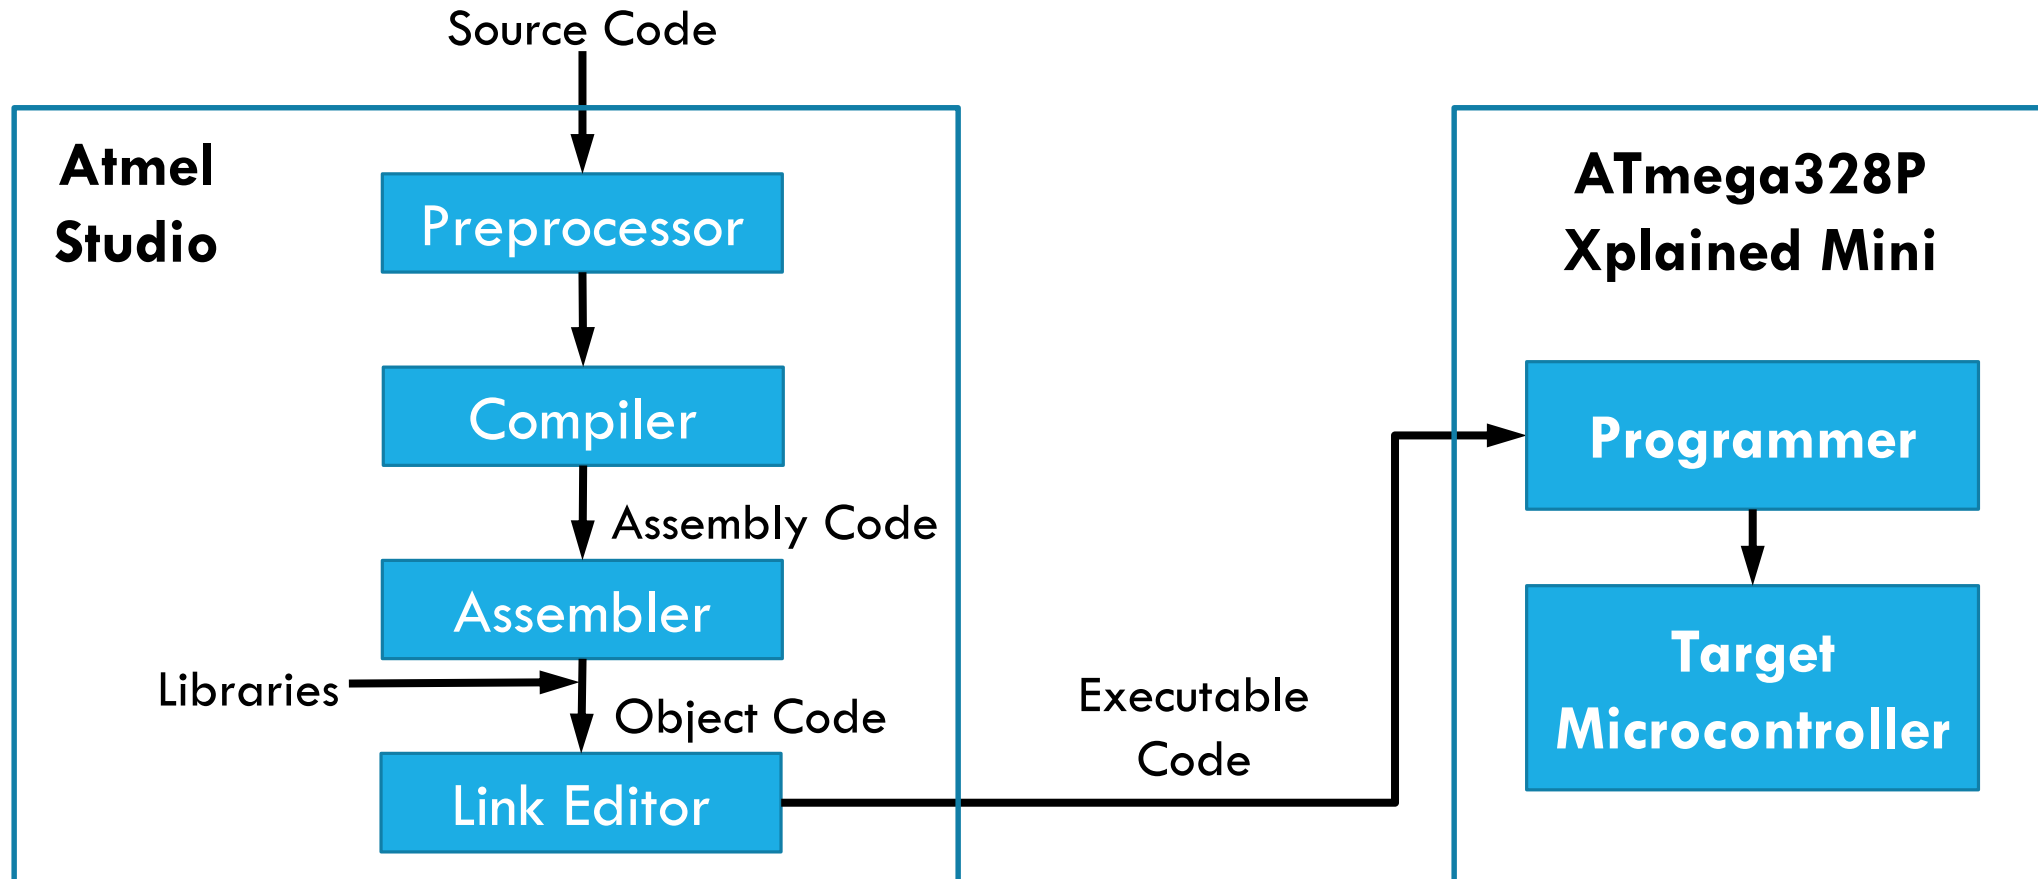 Source Code
Atmel
Studio
Preprocessor
Compiler
Assembly Code
Assembler
Libraries
Object Code
Link Editor
Executable
Code
ATmega328P
Xplained Mini
Programmer
Target
Microcontroller